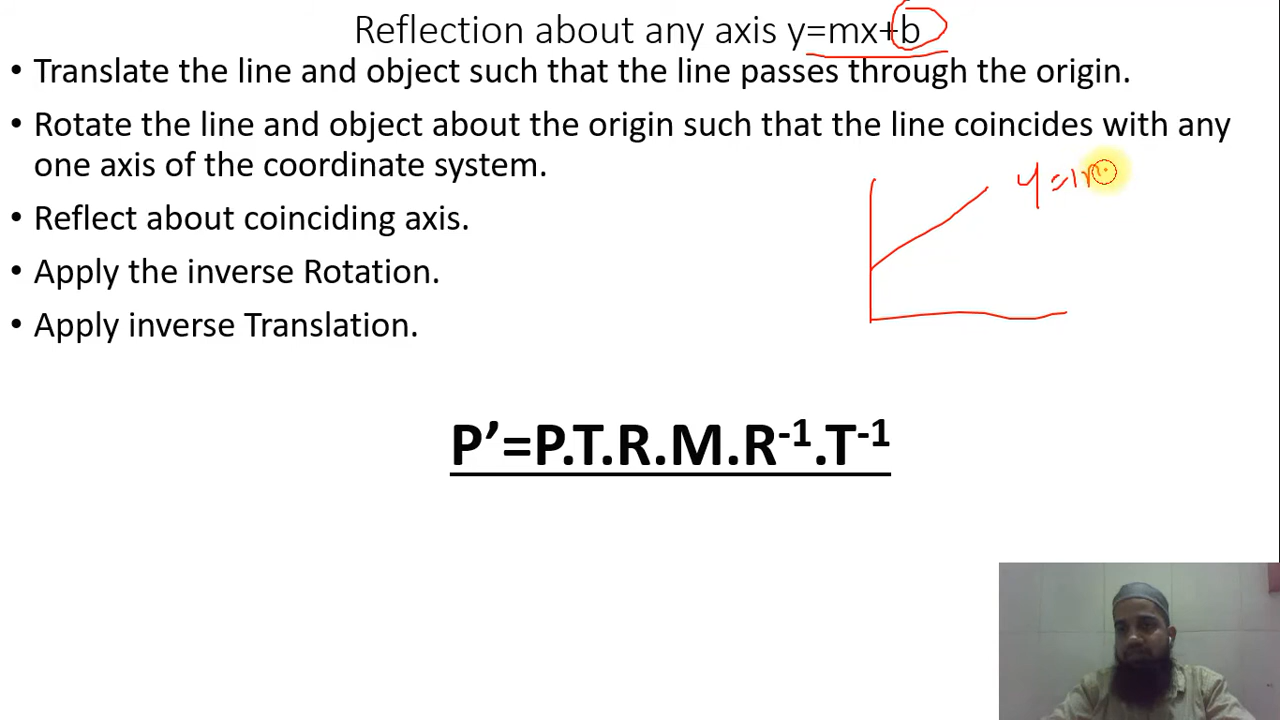 Reflection about any axis y=mx+b
• Translate the line and object such that the line passes through the origin.
• Rotate the line and object about the origin such that the line coincides with any
one axis of the coordinate system.
y=m
• Reflect about coinciding axis.
• Apply the inverse Rotation.
• Apply inverse Translation.
P’=P.T.R.M.R⁻¹.T⁻¹